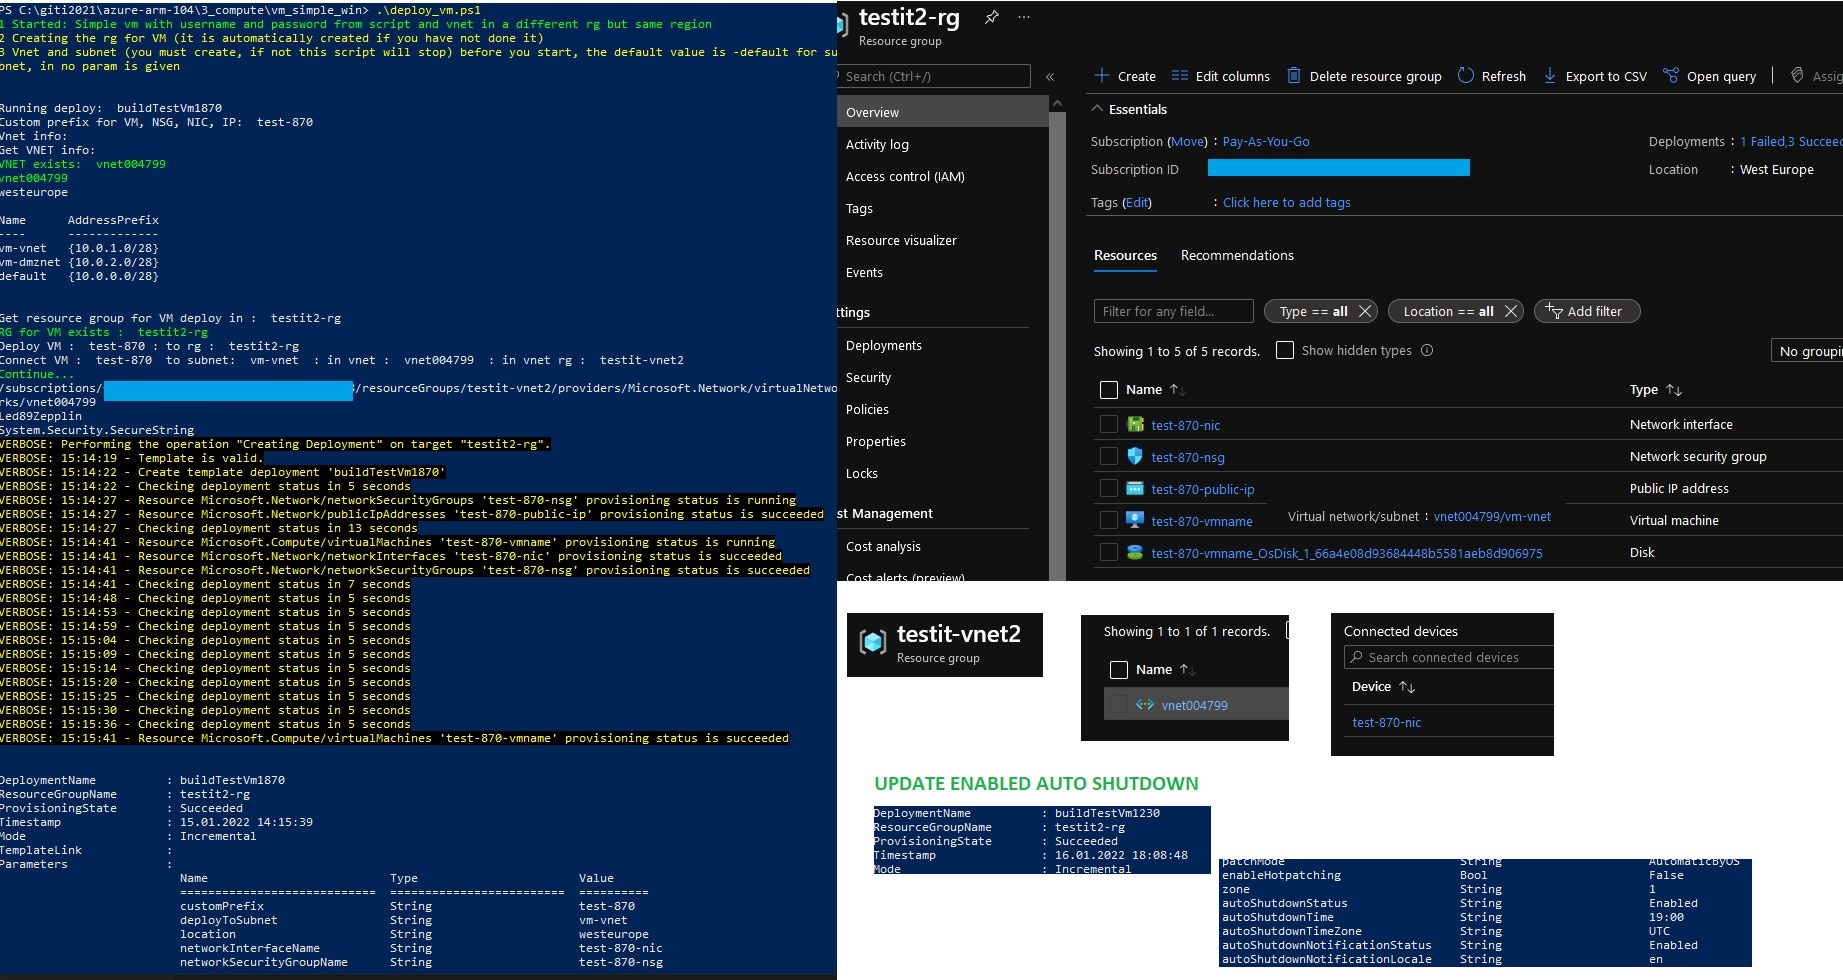 PS C:\giti2021\azure-arm-104\3_compute\vm_simple_win> .\deploy_vm.ps1
1 Started: Simple vm with username and password from script and vnet in a different rg but same region
2 Creating the rg for VM (it is automatically created if you have not done it)
3 Vnet and subnet (you must create, if not this script will stop) before you start, the default value is -default for su
bnet, in no param is given
Running deploy:  buildTestVm1870
Custom prefix for VM, NSG, NIC, IP:  test-870
Vnet info:
Get VNET info:
VNET exists:  vnet004799
vnet004799
westeurope
Name AddressPrefix
---- -------------
vm-vnet {10.0.1.0/28}
vm-dmznet {10.0.2.0/28}
default {10.0.0.0/28}
Get resource group for VM deploy in :  testit2-rg
RG for VM exists :  testit2-rg
Deploy VM :  test-870 : to rg :  testit2-rg
Connect VM :  test-870  to subnet:  vm-vnet  : in vnet :  vnet004799  : in vnet rg :  testit-vnet2
Continue...
/subscriptions/ /resourceGroups/testit-vnet2/providers/Microsoft.Network/virtualNetwo
rks/vnet004799
Led89Zepplin
System.Security.SecureString
VERBOSE: Performing the operation "Creating Deployment" on target "testit2-rg".
VERBOSE: 15:14:19 - Template is valid.
VERBOSE: 15:14:22 - Create template deployment 'buildTestVm1870'
VERBOSE: 15:14:22 - Checking deployment status in 5 seconds
VERBOSE: 15:14:27 - Resource Microsoft.Network/networkSecurityGroups 'test-870-nsg' provisioning status is running
VERBOSE: 15:14:27 - Resource Microsoft.Network/publicIpAddresses 'test-870-public-ip' provisioning status is succeeded
VERBOSE: 15:14:27 - Checking deployment status in 13 seconds
VERBOSE: 15:14:41 - Resource Microsoft.Compute/virtualMachines 'test-870-vmname' provisioning status is running
VERBOSE: 15:14:41 - Resource Microsoft.Network/networkInterfaces 'test-870-nic' provisioning status is succeeded
VERBOSE: 15:14:41 - Resource Microsoft.Network/networkSecurityGroups 'test-870-nsg' provisioning status is succeeded
VERBOSE: 15:14:41 - Checking deployment status in 7 seconds
VERBOSE: 15:14:48 - Checking deployment status in 5 seconds
VERBOSE: 15:14:53 - Checking deployment status in 5 seconds
VERBOSE: 15:14:59 - Checking deployment status in 5 seconds
VERBOSE: 15:15:04 - Checking deployment status in 5 seconds
VERBOSE: 15:15:09 - Checking deployment status in 5 seconds
VERBOSE: 15:15:14 - Checking deployment status in 5 seconds
VERBOSE: 15:15:20 - Checking deployment status in 5 seconds
VERBOSE: 15:15:25 - Checking deployment status in 5 seconds
VERBOSE: 15:15:30 - Checking deployment status in 5 seconds
VERBOSE: 15:15:36 - Checking deployment status in 5 seconds
VERBOSE: 15:15:41 - Resource Microsoft.Compute/virtualMachines 'test-870-vmname' provisioning status is succeeded
DeploymentName : buildTestVm1870
ResourceGroupName : testit2-rg
ProvisioningState : Succeeded
Timestamp : 15.01.2022 14:15:39
Mode : Incremental
TemplateLink :
Parameters :
Name Type Value
============================ ========================= ==========
customPrefix String test-870
deployToSubnet String vm-vnet
location String westeurope
networkInterfaceName String test-870-nic
networkSecurityGroupName String test-870-nsg
testit2-rg
Resource group
Search (Ctrl+/)
Overview
Activity log
Access control (IAM)
Tags
Resource visualizer
Events
ttings
Deployments
Security
Policies
Properties
Locks
st Management
Cost analysis
Cost alerts (preview)
Create Edit columns Delete resource group Refresh Export to CSV Open query Assig
Essentials
Subscription (Move) : Pay-As-You-Go Deployments : 1 Failed,3 Succeed
Subscription ID Location : West Europe
Tags (Edit) : Click here to add tags
Resources Recommendations
Filter for any field... Type == all Location == all Add filter
Showing 1 to 5 of 5 records. Show hidden types No groupin
Name Type
test-870-nic Network interface
test-870-nsg Network security group
test-870-public-ip Public IP address
test-870-vmname Virtual network/subnet : vnet004799/vm-vnet Virtual machine
test-870-vmname_OsDisk_1_66a4e08d93684448b5581aeb8d906975 Disk
testit-vnet2
Resource group
Showing 1 to 1 of 1 records.
Name
vnet004799
Connected devices
Search connected devices
Device
test-870-nic
UPDATE ENABLED AUTO SHUTDOWN
DeploymentName : buildTestVm1230
ResourceGroupName : testit2-rg
ProvisioningState : Succeeded
Timestamp : 16.01.2022 18:08:48
Mode : Incremental
patchMode String AutomaticByOS
enableHotpatching Bool False
zone String 1
autoShutdownStatus String Enabled
autoShutdownTime String 19:00
autoShutdownTimeZone String UTC
autoShutdownNotificationStatus String Enabled
autoShutdownNotificationLocale String en